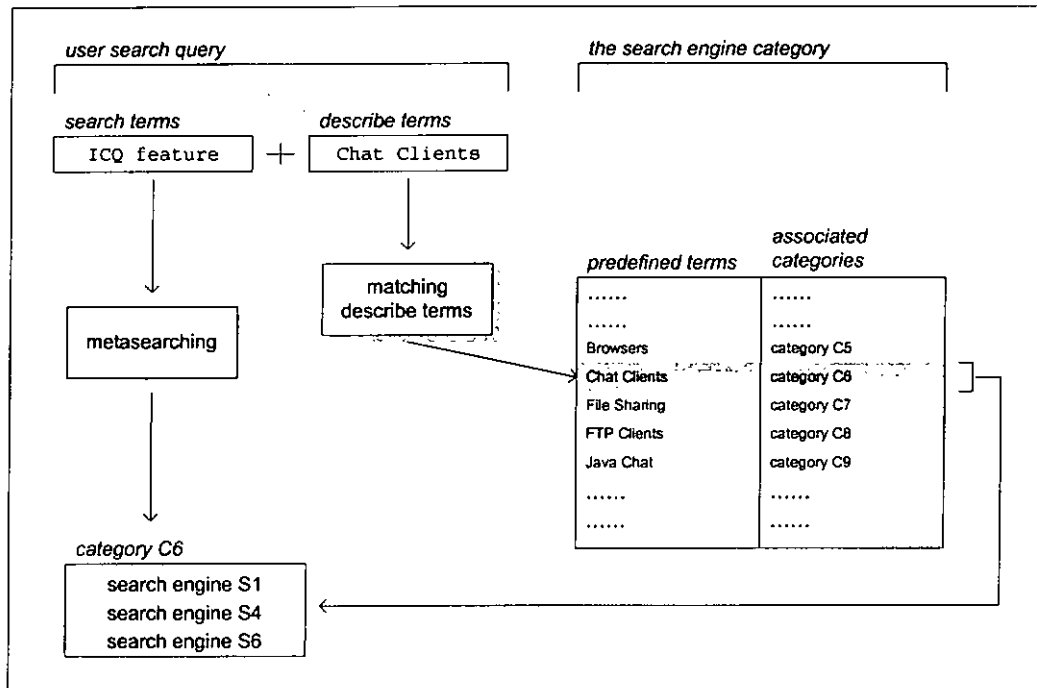 user search query
the search engine category
search terms
describe terms
ICQ feature
+
Chat Clients
metasearching
matching
describe terms
predefined terms
associated
categories
......
......
......
......
Browsers
category C5
Chat Clients
category C6
File Sharing
category C7
FTP Clients
category C8
Java Chat
category C9
......
......
......
......
category C6
search engine S1
search engine S4
search engine S6